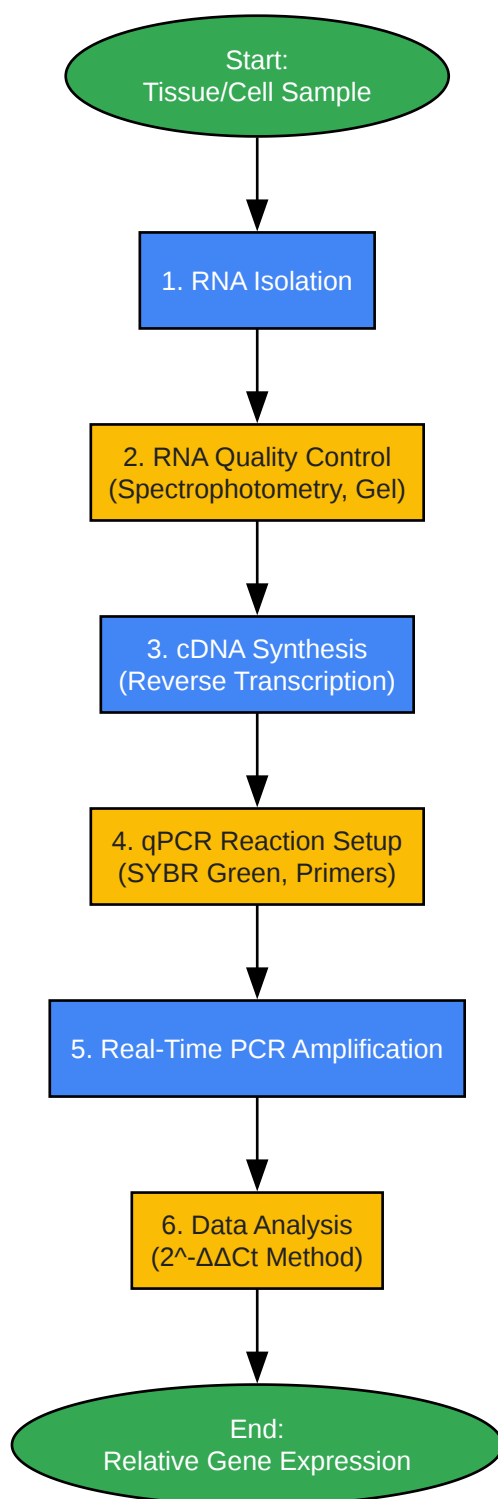 Start:
Tissue/Cell Sample
1. RNA Isolation
2. RNA Quality Control
(Spectrophotometry, Gel)
3. cDNA Synthesis
(Reverse Transcription)
4. qPCR Reaction Setup
(SYBR Green, Primers)
5. Real-Time PCR Amplification
6. Data Analysis
(2^-ΔΔCt Method)
End:
Relative Gene Expression